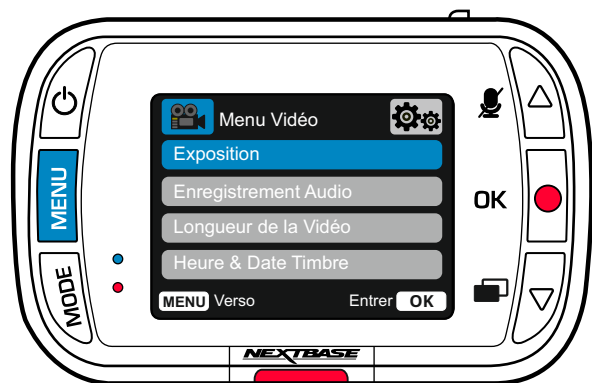 Menu Vidéo
Exposition
MENU
Enregistrement Audio
OK
Longueur de la Vidéo
Heure & Date Timbre
MODE
MENU Verso Entrer OK
NEXTBASE